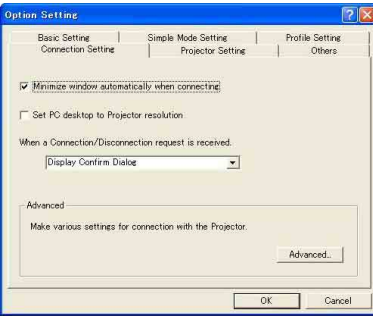 Option Setting
Basic Setting Simple Mode Setting Profile Setting
Connection Setting Projector Setting Others
Minimize window automatically when connecting
Set PC desktop to Projector resolution
When a Connection/Disconnection request is received.
Display Confirm Dialog
Advanced
Make various settings for connection with the Projector.
Advanced...
OK Cancel